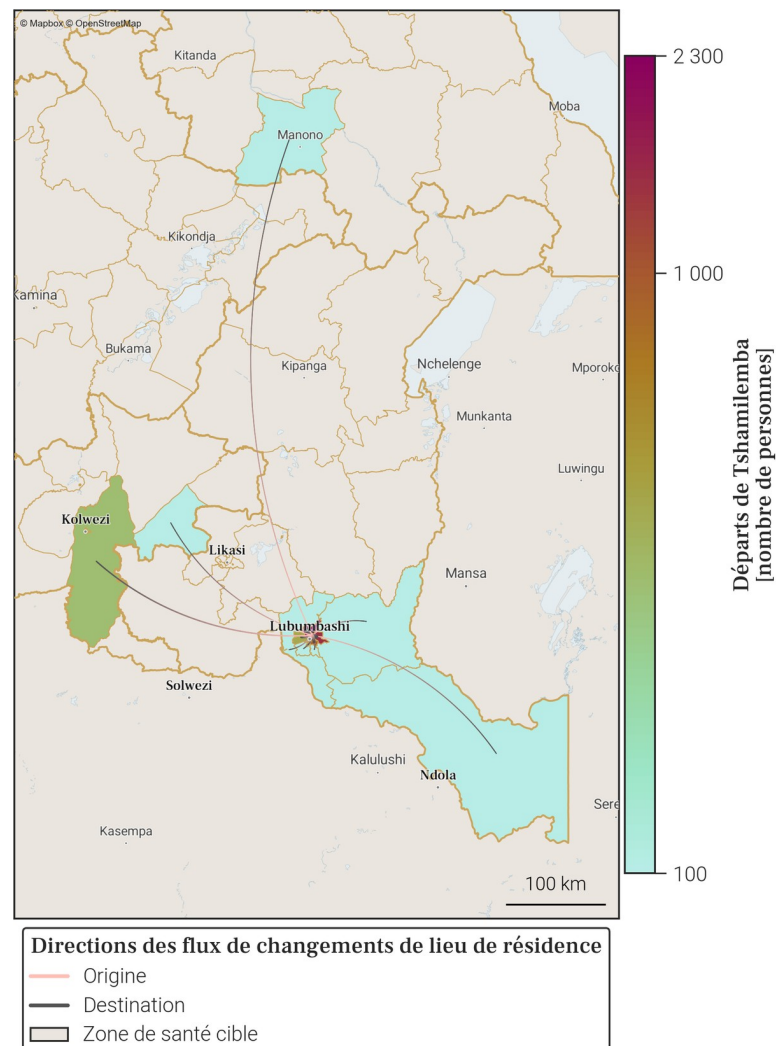 © Mapbox © OpenStreetMap
Kitanda
Moba
Manono
Kikondja
Kamina
Bukama
Kipanga
Nchelenge
Mporoko
Munkanta
Luwingu
Kolwezi
Likasi
Mansa
Lubumbashi
Solwezi
Kalulushi
Ndola
Sere
Kasempa
100 km
2 300
1 000
100
Départs de Tshamilemba
[nombre de personnes]
Directions des flux de changements de lieu de résidence
Origine
Destination
Zone de santé cible